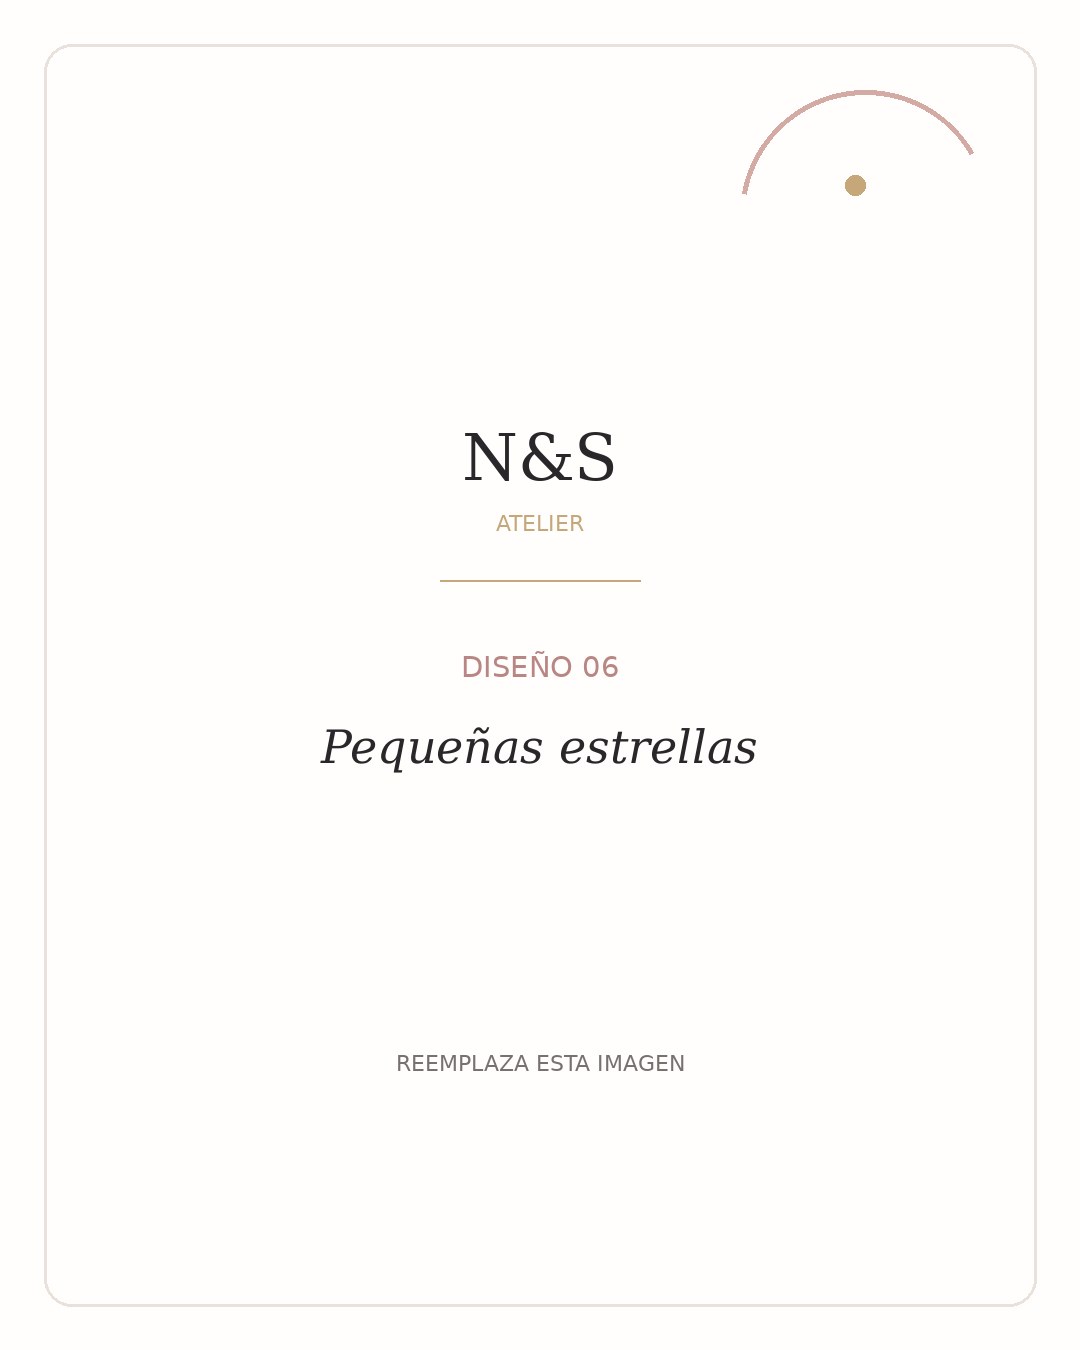 N&S
ATELIER
DISEÑO 06
Pequeñas estrellas
REEMPLAZA ESTA IMAGEN